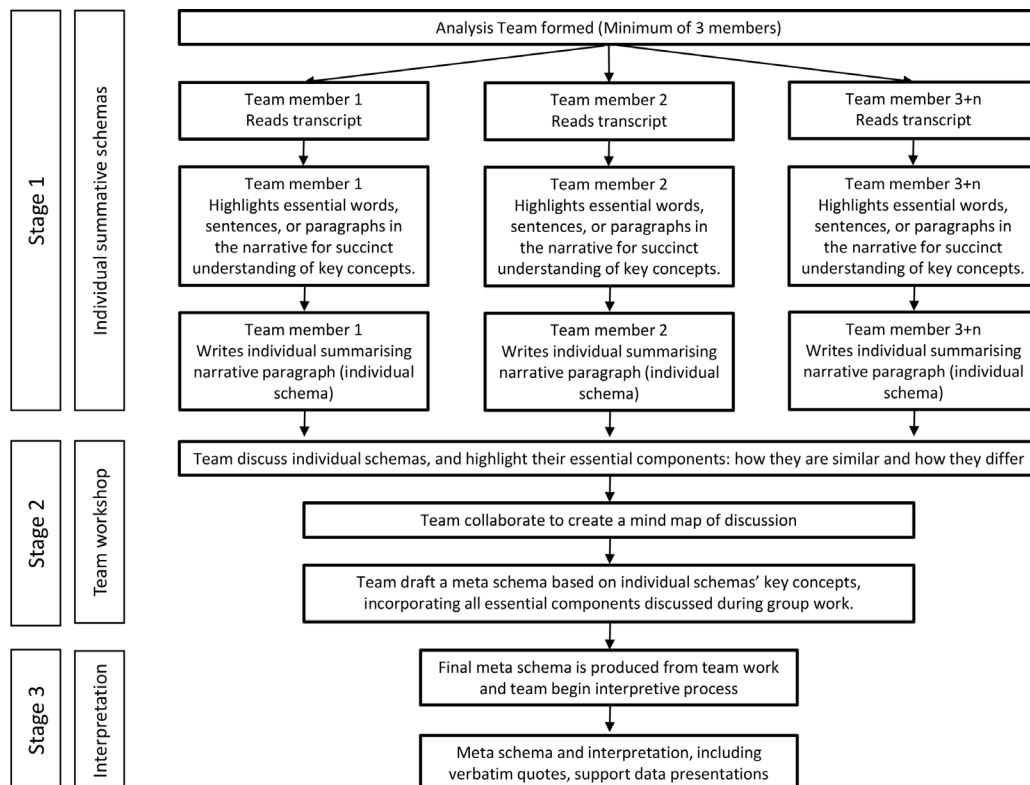 Stage 1
Individual summative schemas
Analysis Team formed (Minimum of 3 members)
Team member 1
Reads transcript
Team member 2
Reads transcript
Team member 3+n
Reads transcript
Team member 1
Highlights essential words,
sentences, or paragraphs in
the narrative for succinct
understanding of key concepts.
Team member 2
Highlights essential words,
sentences, or paragraphs in
the narrative for succinct
understanding of key concepts.
Team member 3+n
Highlights essential words,
sentences, or paragraphs in
the narrative for succinct
understanding of key concepts.
Team member 1
Writes individual summarising
narrative paragraph (individual
schema)
Team member 2
Writes individual summarising
narrative paragraph (individual
schema)
Team member 3+n
Writes individual summarising
narrative paragraph (individual
schema)
Stage 2
Team workshop
Team discuss individual schemas, and highlight their essential components: how they are similar and how they differ
Team collaborate to create a mind map of discussion
Team draft a meta schema based on individual schemas’ key concepts,
incorporating all essential components discussed during group work.
Stage 3
Interpretation
Final meta schema is produced from team work
and team begin interpretive process
Meta schema and interpretation, including
verbatim quotes, support data presentations